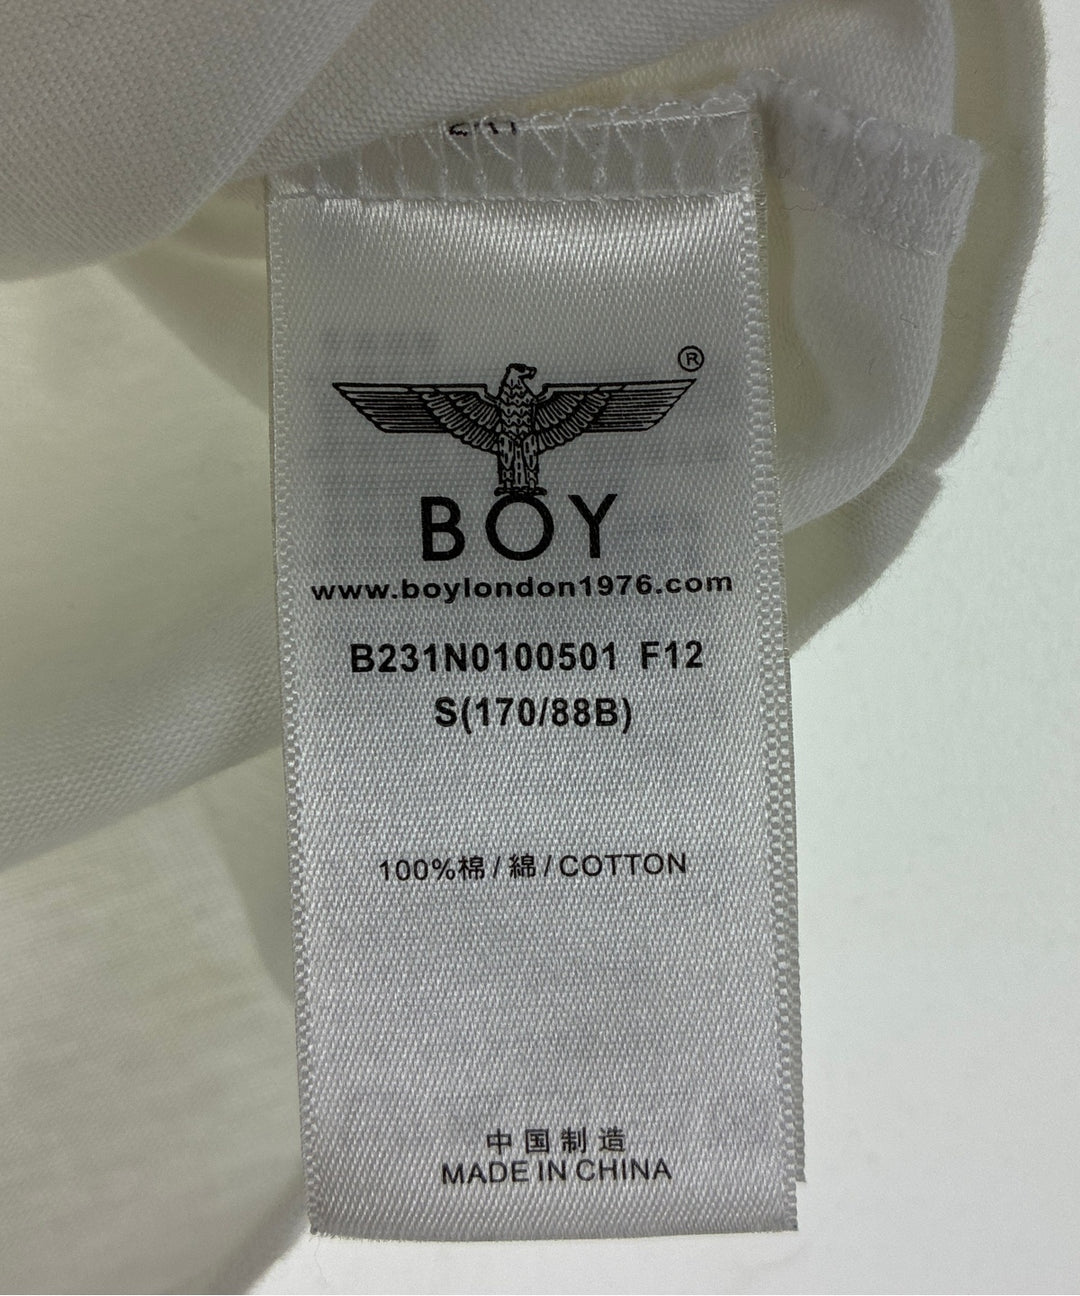 ®
BOY
www.boylondon1976.com
B231N0100501 F12
S(170/88B)
100%棉/綿/COTTON
中国制造
MADE IN CHINA